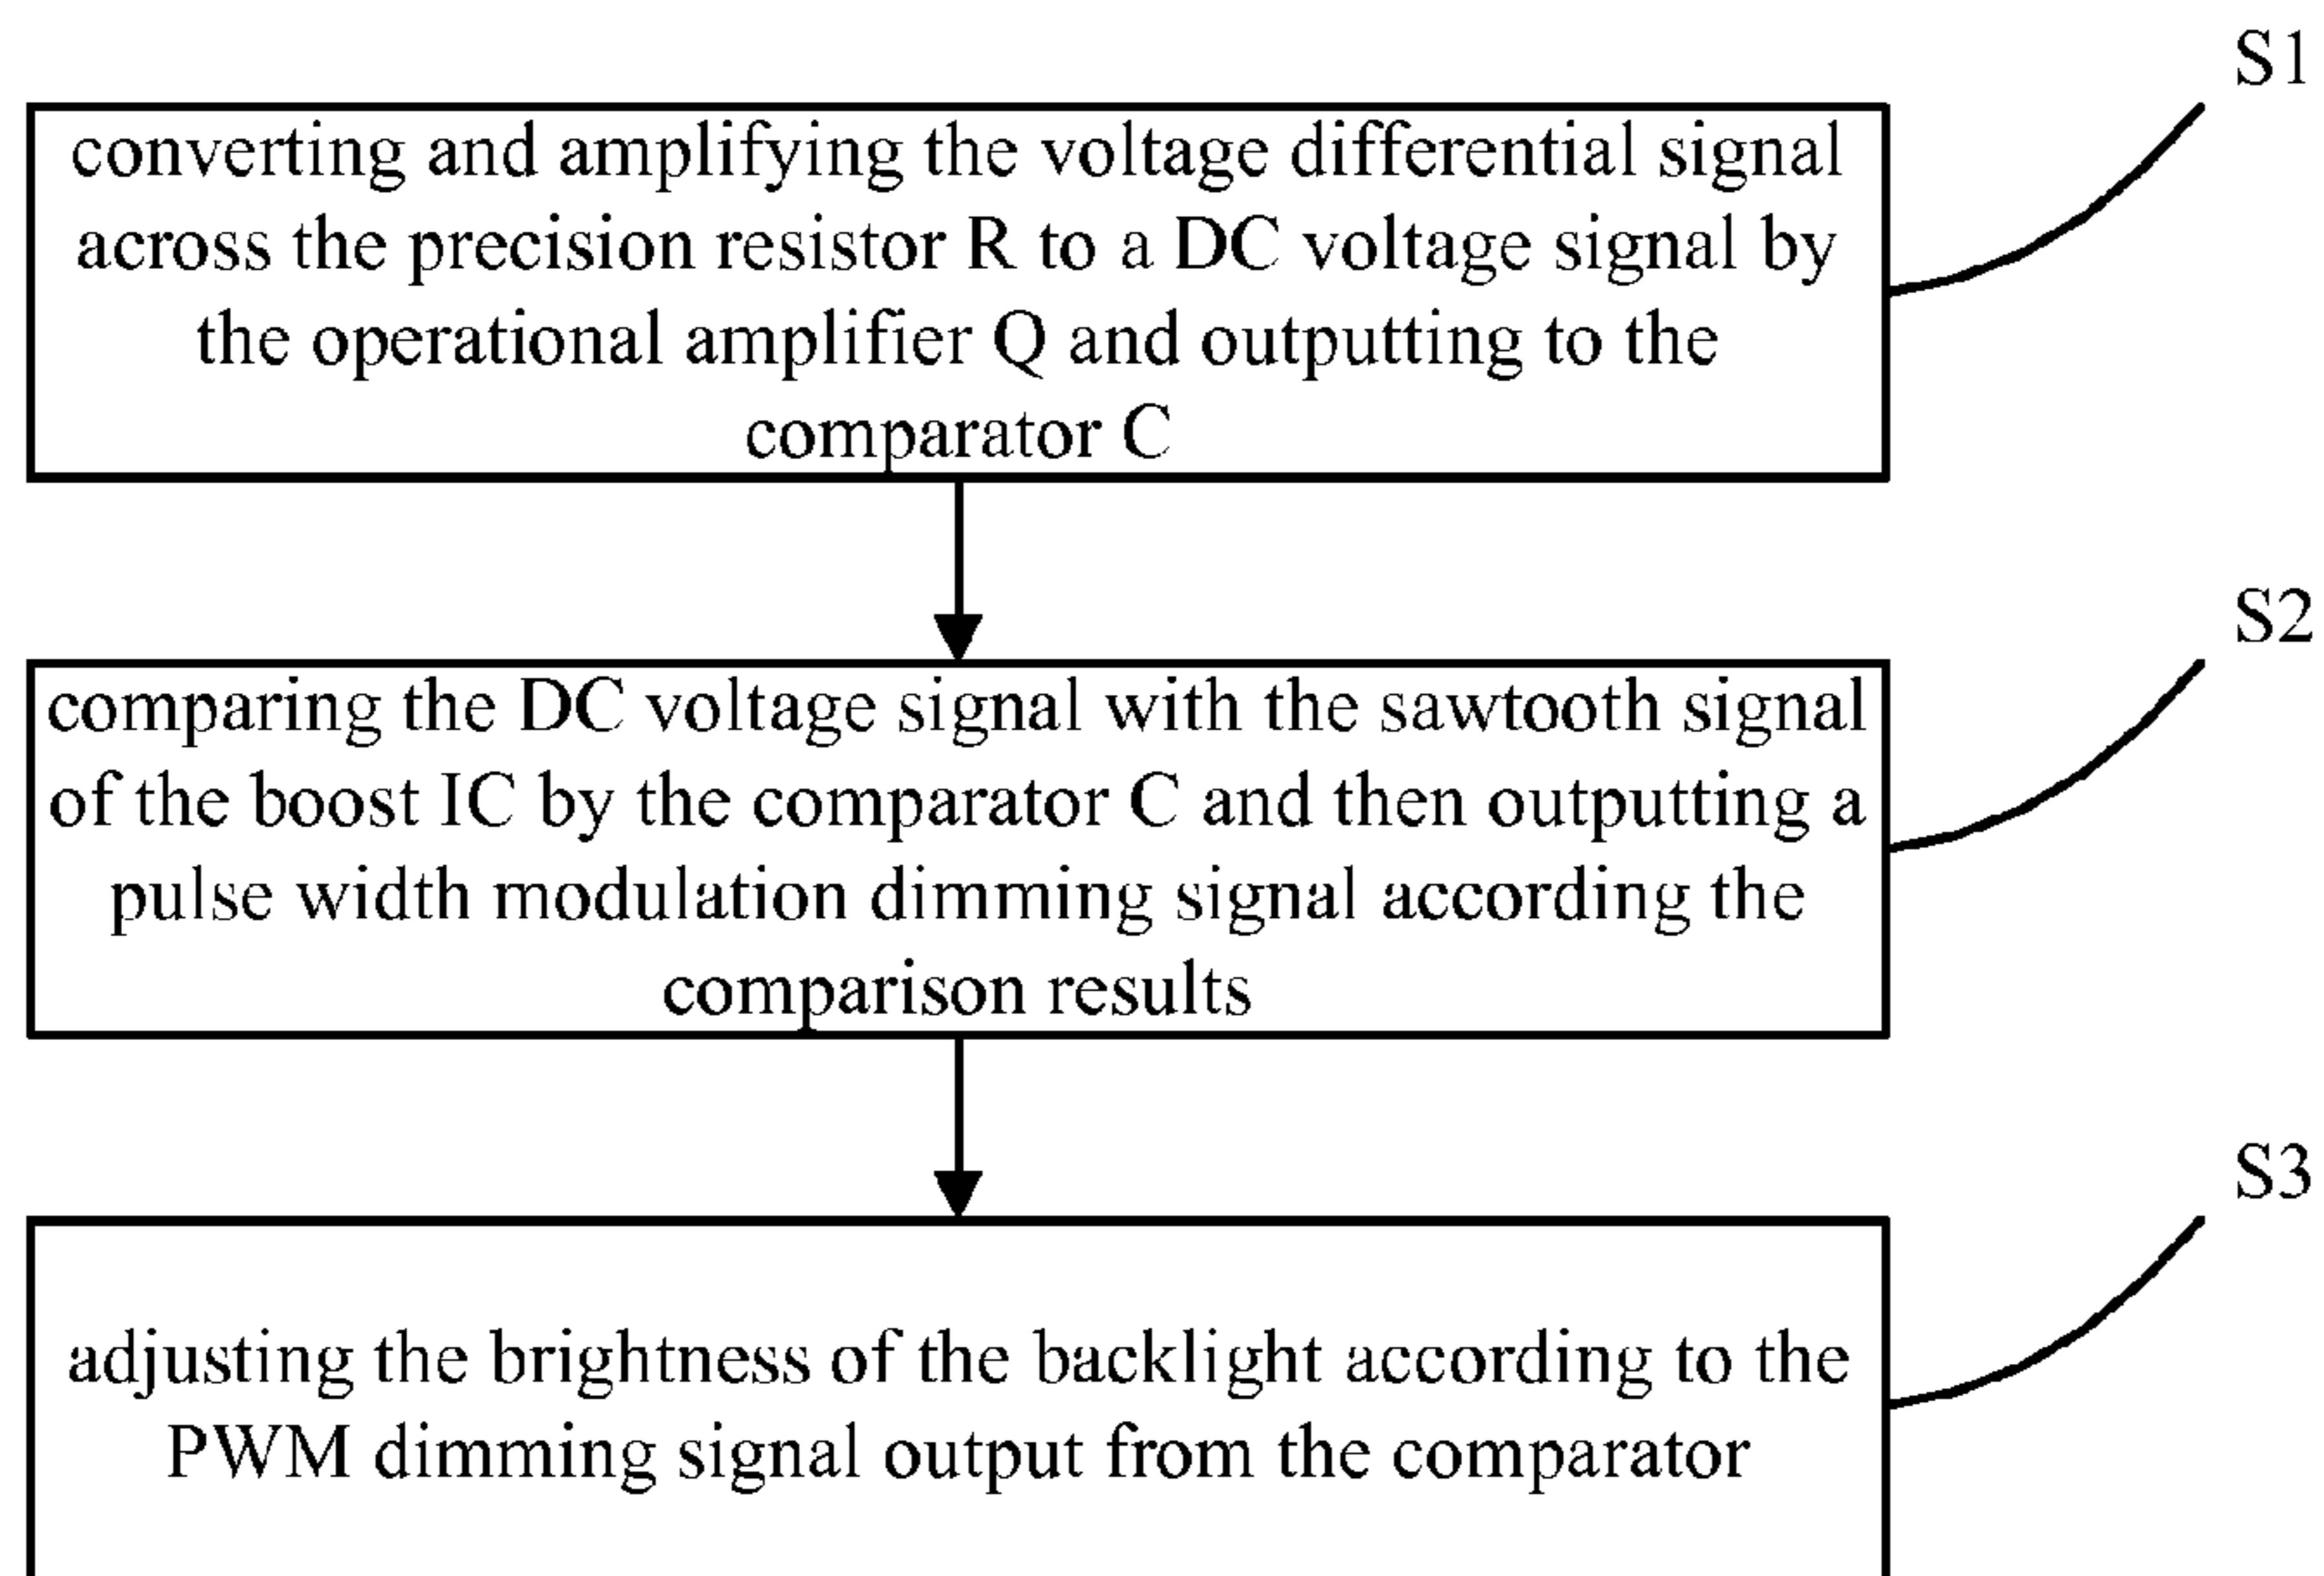 S1
converting and amplifying the voltage differential signal
across the precision resistor R to a DC voltage signal by
the operational amplifier Q and outputting to the
comparator C
S2
comparing the DC voltage signal with the sawtooth signal
of the boost IC by the comparator C and then outputting a
pulse width modulation dimming signal according the
comparison results
S3
adjusting the brightness of the backlight according to the
PWM dimming signal output from the comparator